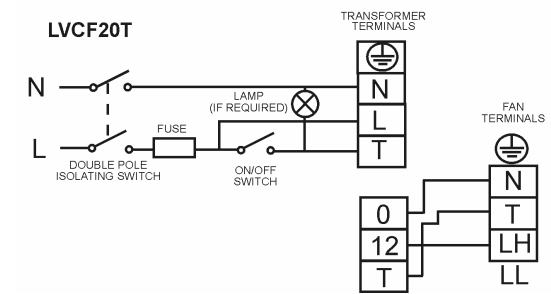 LVCF20T
TRANSFORMER
TERMINALS
N
LAMP
(IF REQUIRED)
N
L
T
FUSE
L
DOUBLE POLE
ISOLATING SWITCH
ON/OFF
SWITCH
FAN
TERMINALS
N
T
LH
LL
0
12
T